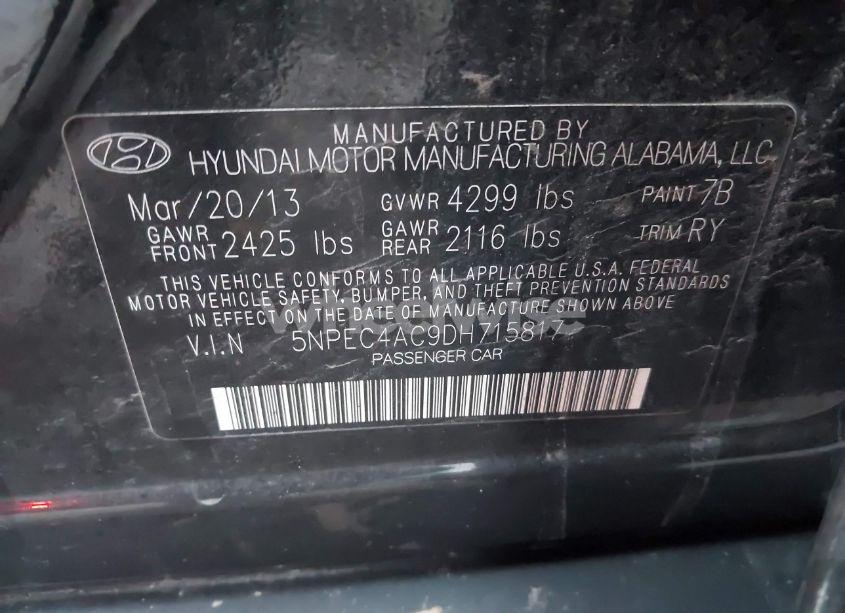 MANUFACTURED BY
HYUNDAI MOTOR MANUFACTURING ALABAMA, LLC
Mar/20/13 GVWR 4299 lbs PAINT 7B
GAWR FRONT 2425 lbs GAWR REAR 2116 lbs TRIM RY
THIS VEHICLE CONFORMS TO ALL APPLICABLE U.S.A. FEDERAL
MOTOR VEHICLE SAFETY, BUMPER, AND THEFT PREVENTION STANDARDS
IN EFFECT ON THE DATE OF MANUFACTURE SHOWN ABOVE
V.I.N 5NPEC4AC9DH715817
PASSENGER CAR
wheelwise